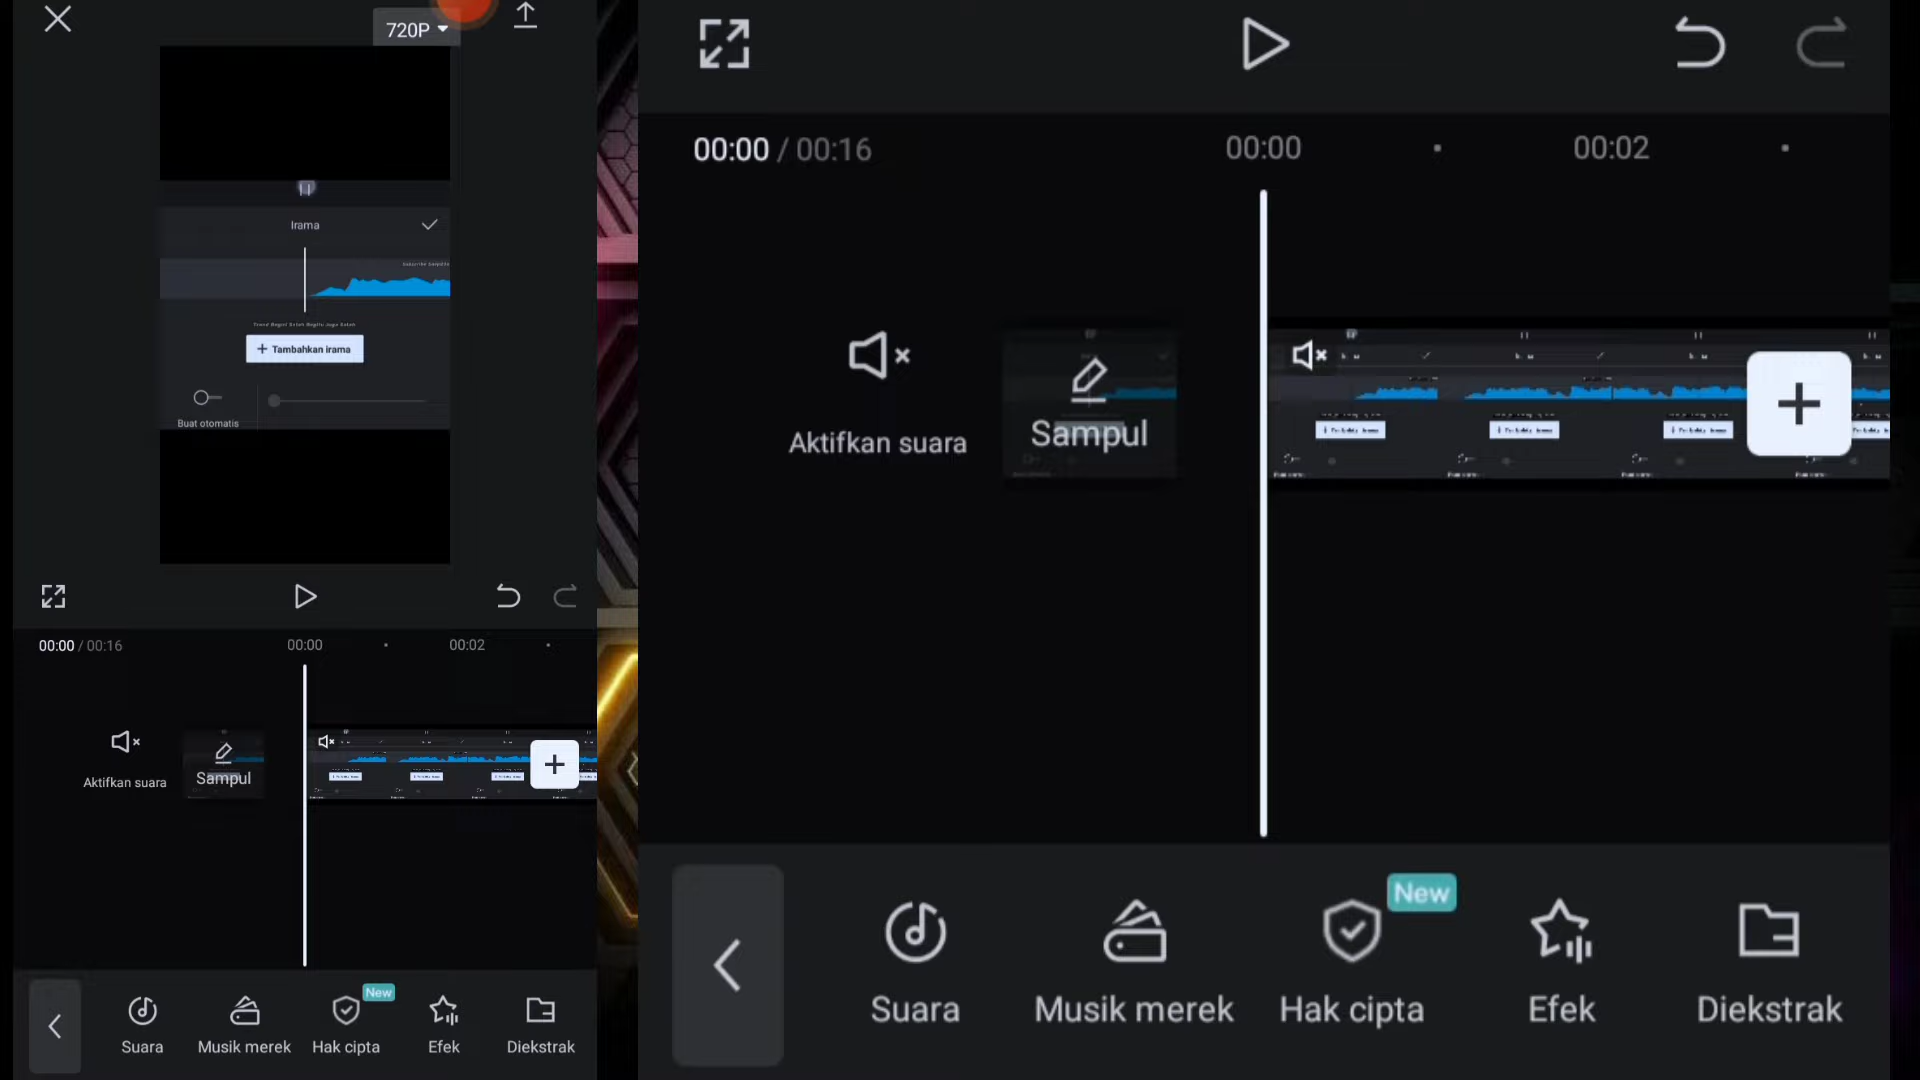 720P
Irama
Tambahkan irama
Buat otomatis
00:00 / 00:16
00:00
00:02
Aktifkan suara
Sampul
New
Suara
Musik merek
Hak cipta
Efek
Diekstrak
00:00 / 00:16
00:00
00:02
Aktifkan suara
Sampul
New
Suara
Musik merek
Hak cipta
Efek
Diekstrak